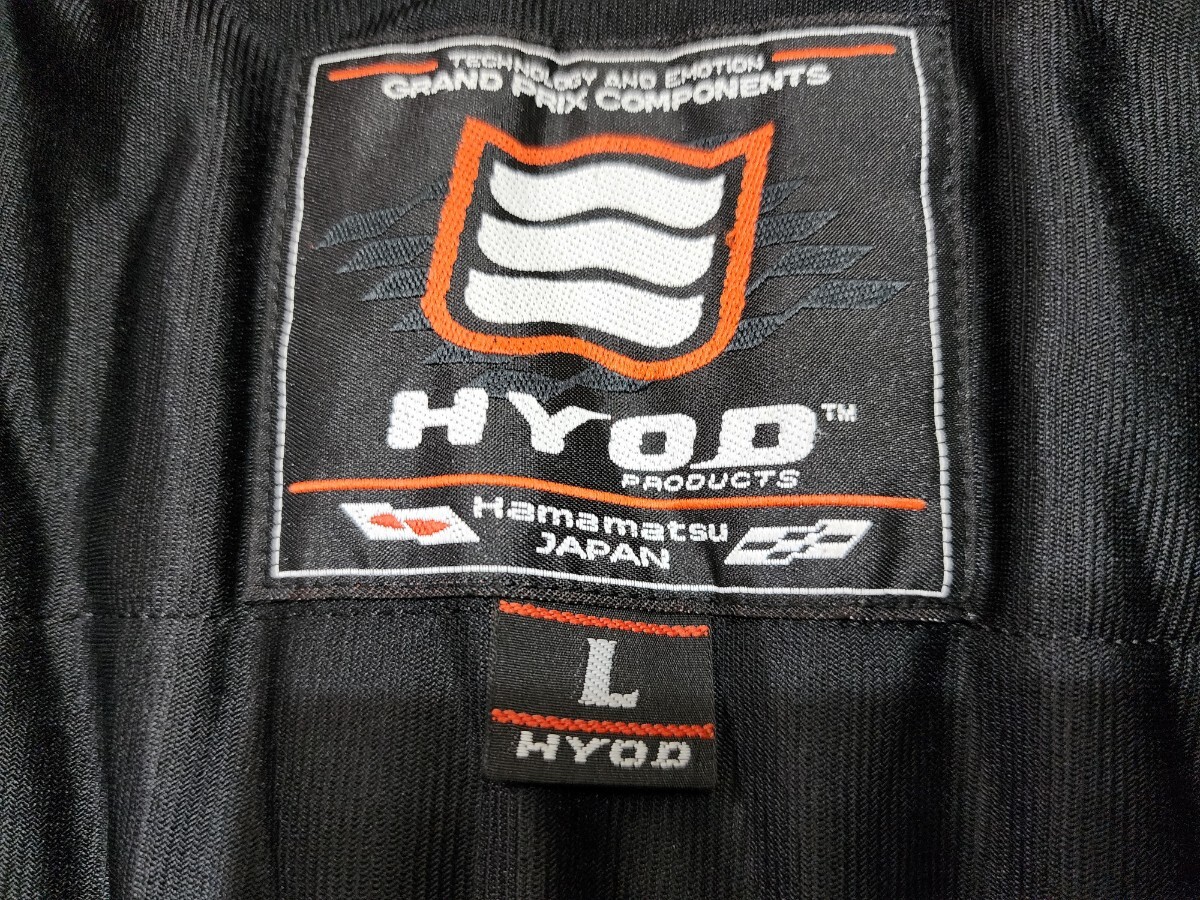 TECHNOLOGY AND EMOTION
GRAND PRIX COMPONENTS
HYOD™
PRODUCTS
Hamamatsu
JAPAN
L
HYOD